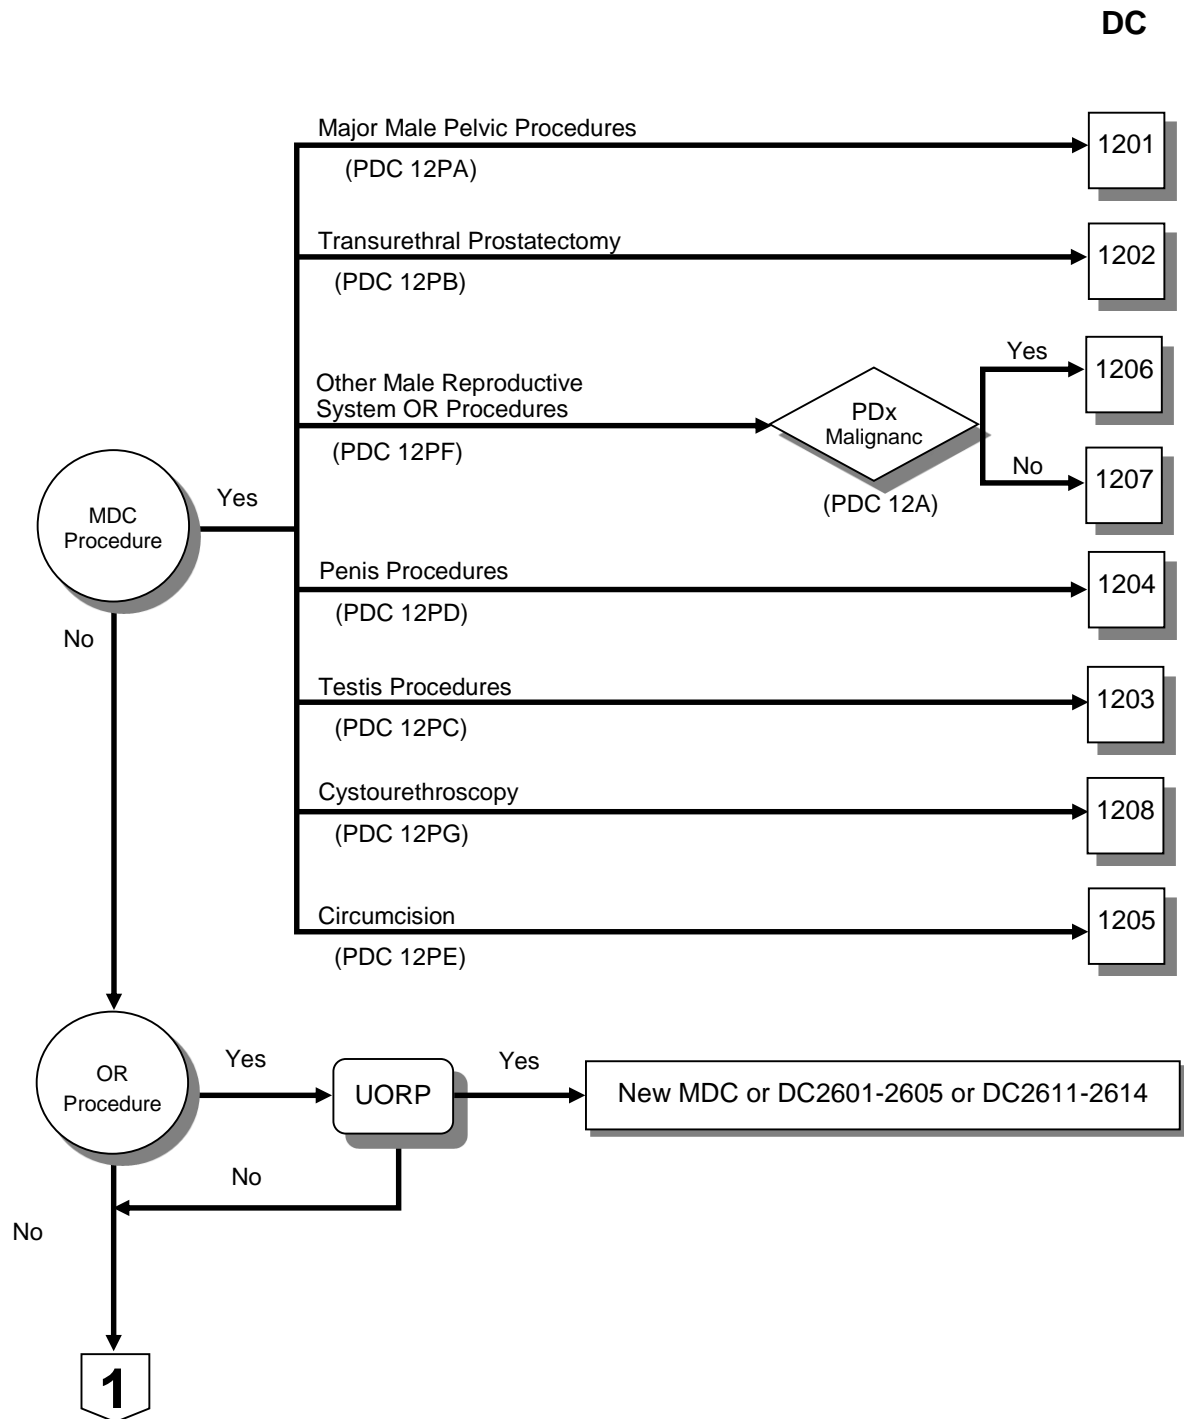 DC
Major Male Pelvic Procedures
(PDC 12PA)
1201
Transurethral Prostatectomy
(PDC 12PB)
1202
Other Male Reproductive
System OR Procedures
(PDC 12PF)
PDx
Malignanc
(PDC 12A)
Yes
1206
No
1207
MDC
Procedure
Yes
Penis Procedures
(PDC 12PD)
1204
No
Testis Procedures
(PDC 12PC)
1203
Cystourethroscopy
(PDC 12PG)
1208
Circumcision
(PDC 12PE)
1205
OR
Procedure
Yes
UORP
Yes
New MDC or DC2601-2605 or DC2611-2614
No
No
1